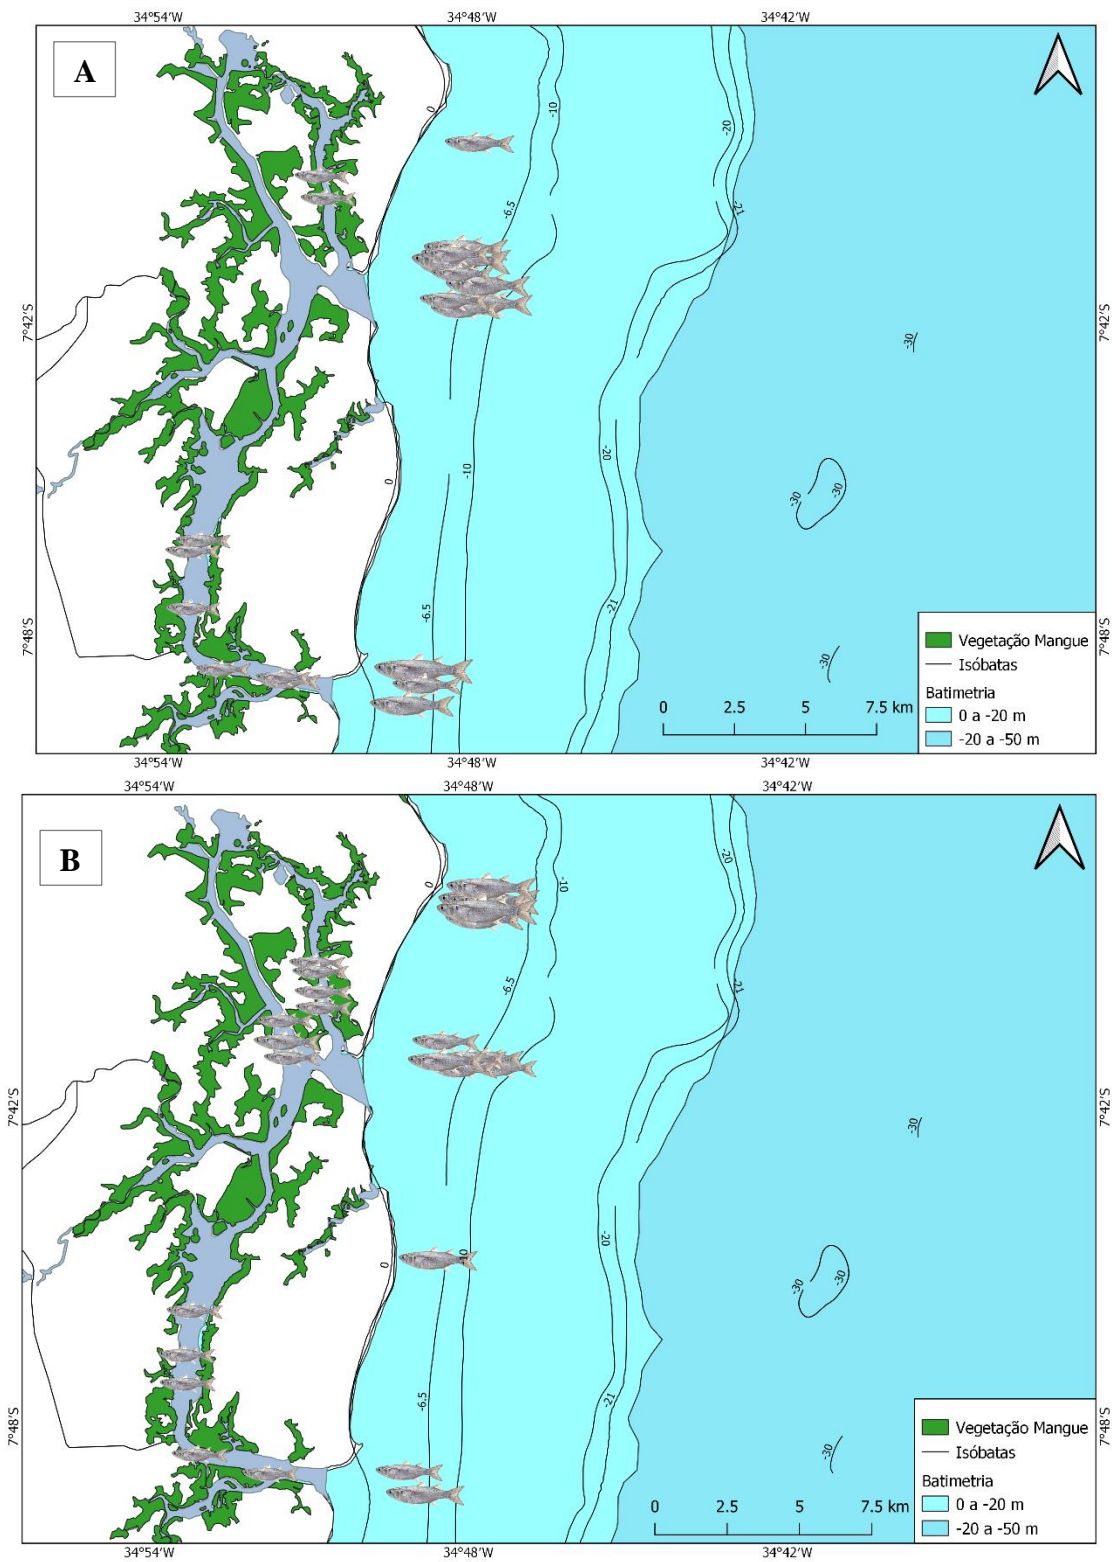 34°54'W 34°48'W 34°42'W
A
0
-10
-20
-6.5
-21
7°42'S 7°42'S
-30
-20
-10
0
-30
-30
-21
-6.5
7°48'S 7°48'S
-30
Vegetação Mangue
Isóbatas
Batimetria
0 a -20 m
-20 a -50 m
0 2.5 5 7.5 km
34°54'W 34°48'W 34°42'W
34°54'W 34°48'W 34°42'W
B
-20
0
-10
-6.5
-21
7°42'S 7°42'S
-30
-20
-10
0
-30
-30
-6.5
-21
7°48'S 7°48'S
-30
Vegetação Mangue
Isóbatas
Batimetria
0 a -20 m
-20 a -50 m
0 2.5 5 7.5 km
34°54'W 34°48'W 34°42'W